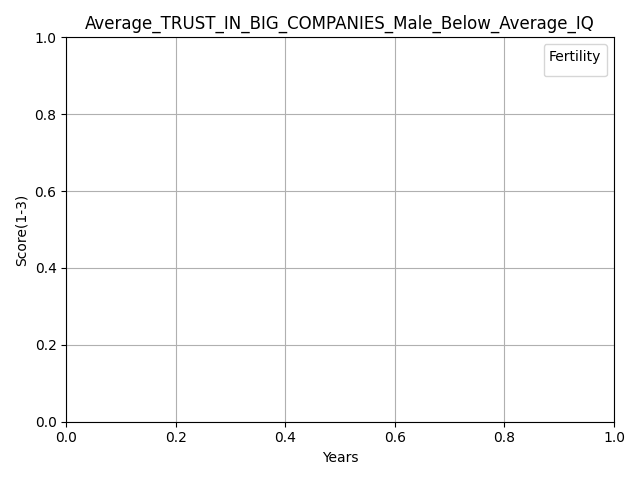 Average_TRUST_IN_BIG_COMPANIES_Male_Below_Average_IQ
1.0
Fertility
0.8
0.6
Score(1-3)
0.4
0.2
0.0
0.0 0.2 0.4 0.6 0.8 1.0
Years